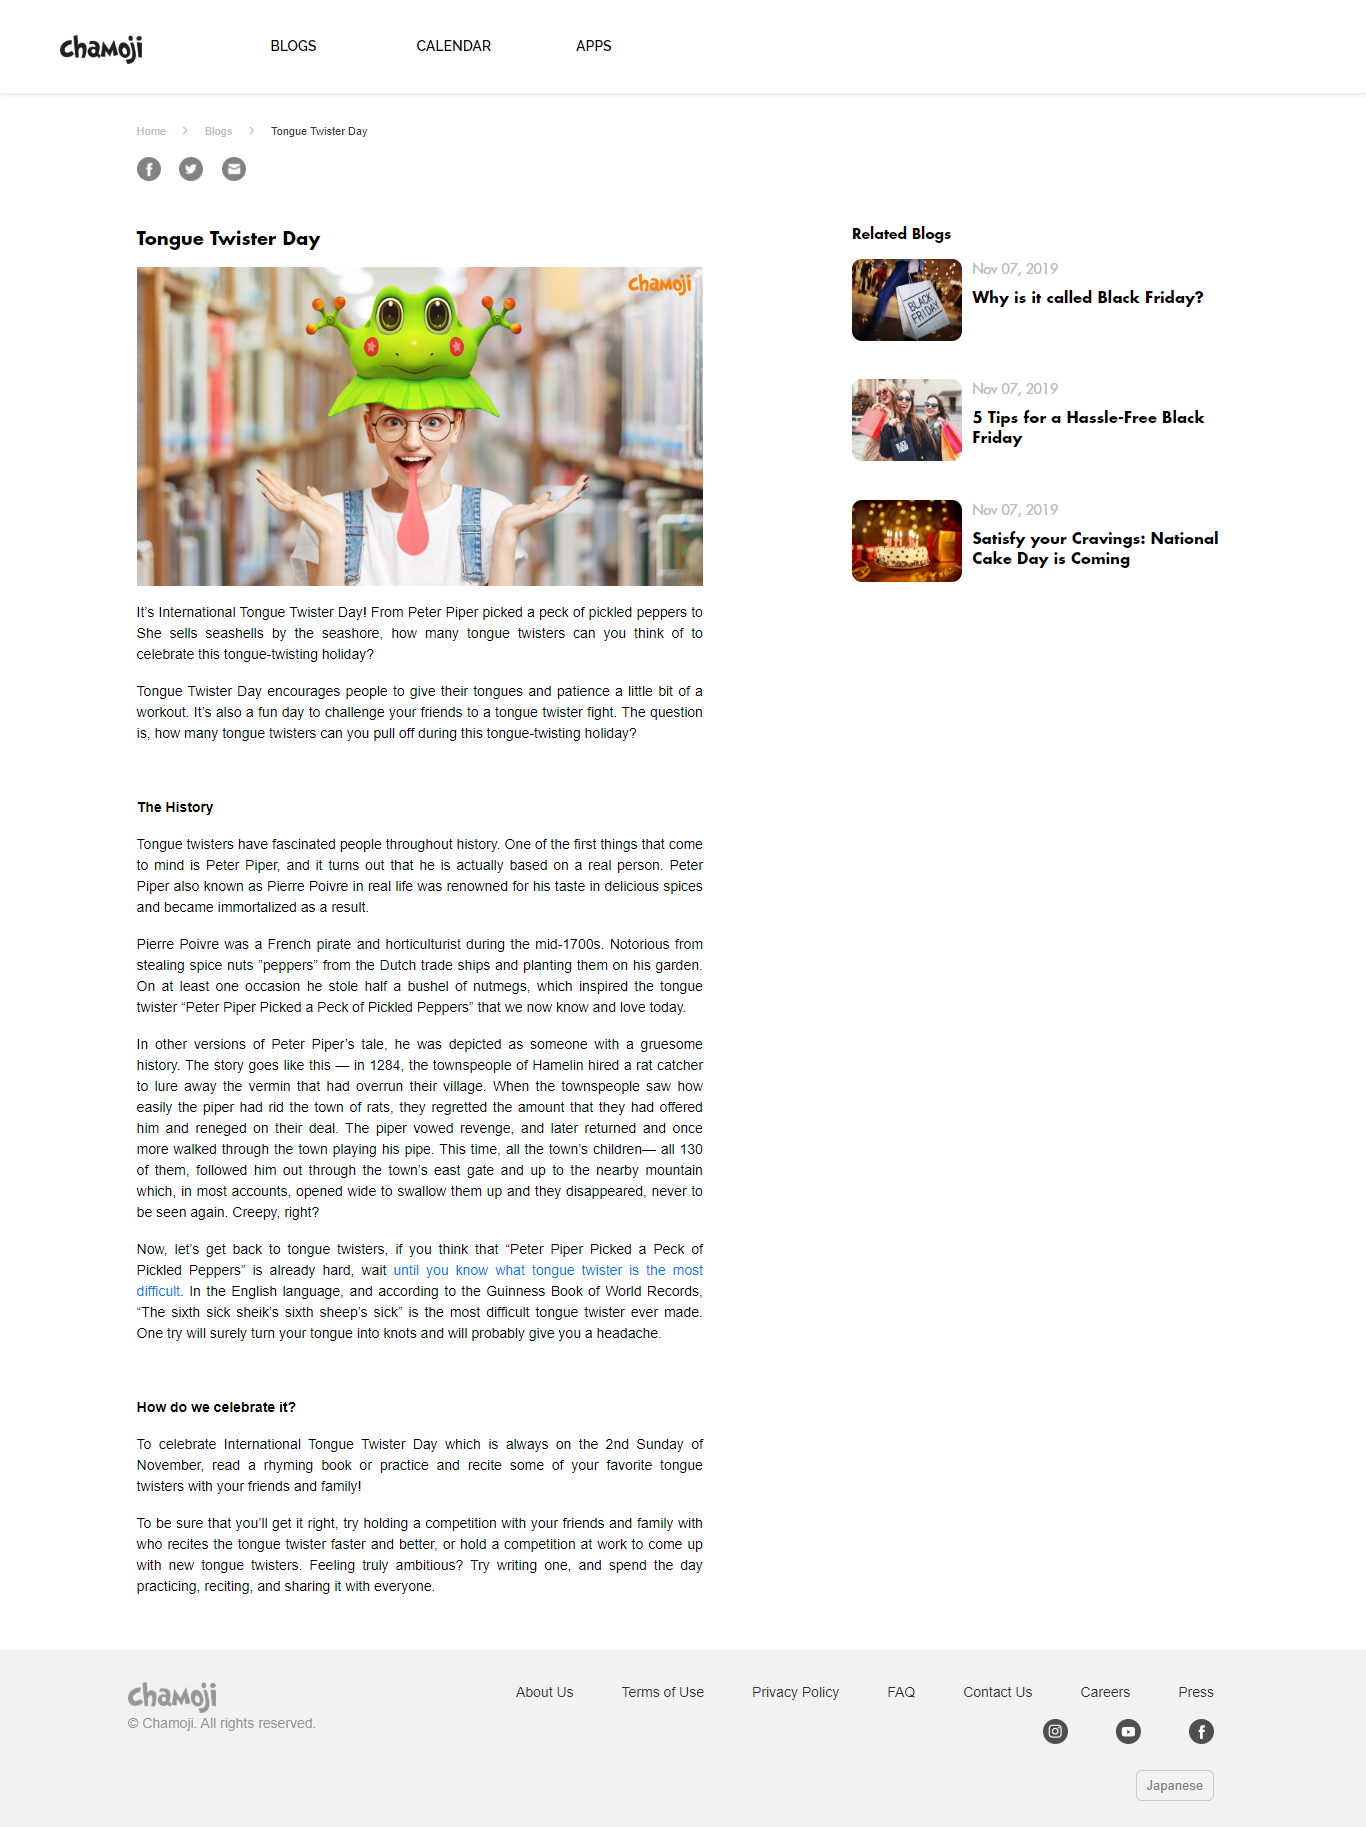 chamoji
BLOGS
CALENDAR
APPS
Home
Blogs
Tongue Twister Day
Tongue Twister Day
chamoji
It’s International Tongue Twister Day! From Peter Piper picked a peck of pickled peppers to
She sells seashells by the seashore, how many tongue twisters can you think of to
celebrate this tongue-twisting holiday?
Tongue Twister Day encourages people to give their tongues and patience a little bit of a
workout. It’s also a fun day to challenge your friends to a tongue twister fight. The question
is, how many tongue twisters can you pull off during this tongue-twisting holiday?
The History
Tongue twisters have fascinated people throughout history. One of the first things that come
to mind is Peter Piper, and it turns out that he is actually based on a real person. Peter
Piper also known as Pierre Poivre in real life was renowned for his taste in delicious spices
and became immortalized as a result.
Pierre Poivre was a French pirate and horticulturist during the mid-1700s. Notorious from
stealing spice nuts ”peppers” from the Dutch trade ships and planting them on his garden.
On at least one occasion he stole half a bushel of nutmegs, which inspired the tongue
twister “Peter Piper Picked a Peck of Pickled Peppers” that we now know and love today.
In other versions of Peter Piper’s tale, he was depicted as someone with a gruesome
history. The story goes like this — in 1284, the townspeople of Hamelin hired a rat catcher
to lure away the vermin that had overrun their village. When the townspeople saw how
easily the piper had rid the town of rats, they regretted the amount that they had offered
him and reneged on their deal. The piper vowed revenge, and later returned and once
more walked through the town playing his pipe. This time, all the town’s children— all 130
of them, followed him out through the town’s east gate and up to the nearby mountain
which, in most accounts, opened wide to swallow them up and they disappeared, never to
be seen again. Creepy, right?
Now, let’s get back to tongue twisters, if you think that “Peter Piper Picked a Peck of
Pickled Peppers” is already hard, wait until you know what tongue twister is the most
difficult. In the English language, and according to the Guinness Book of World Records,
“The sixth sick sheik’s sixth sheep’s sick” is the most difficult tongue twister ever made.
One try will surely turn your tongue into knots and will probably give you a headache.
How do we celebrate it?
To celebrate International Tongue Twister Day which is always on the 2nd Sunday of
November, read a rhyming book or practice and recite some of your favorite tongue
twisters with your friends and family!
To be sure that you’ll get it right, try holding a competition with your friends and family with
who recites the tongue twister faster and better, or hold a competition at work to come up
with new tongue twisters. Feeling truly ambitious? Try writing one, and spend the day
practicing, reciting, and sharing it with everyone.
Related Blogs
BLACK
FRIDAY
Nov 07, 2019
Why is it called Black Friday?
Nov 07, 2019
5 Tips for a Hassle-Free Black
Friday
Nov 07, 2019
Satisfy your Cravings: National
Cake Day is Coming
chamoji
© Chamoji. All rights reserved.
About Us
Terms of Use
Privacy Policy
FAQ
Contact Us
Careers
Press
Japanese